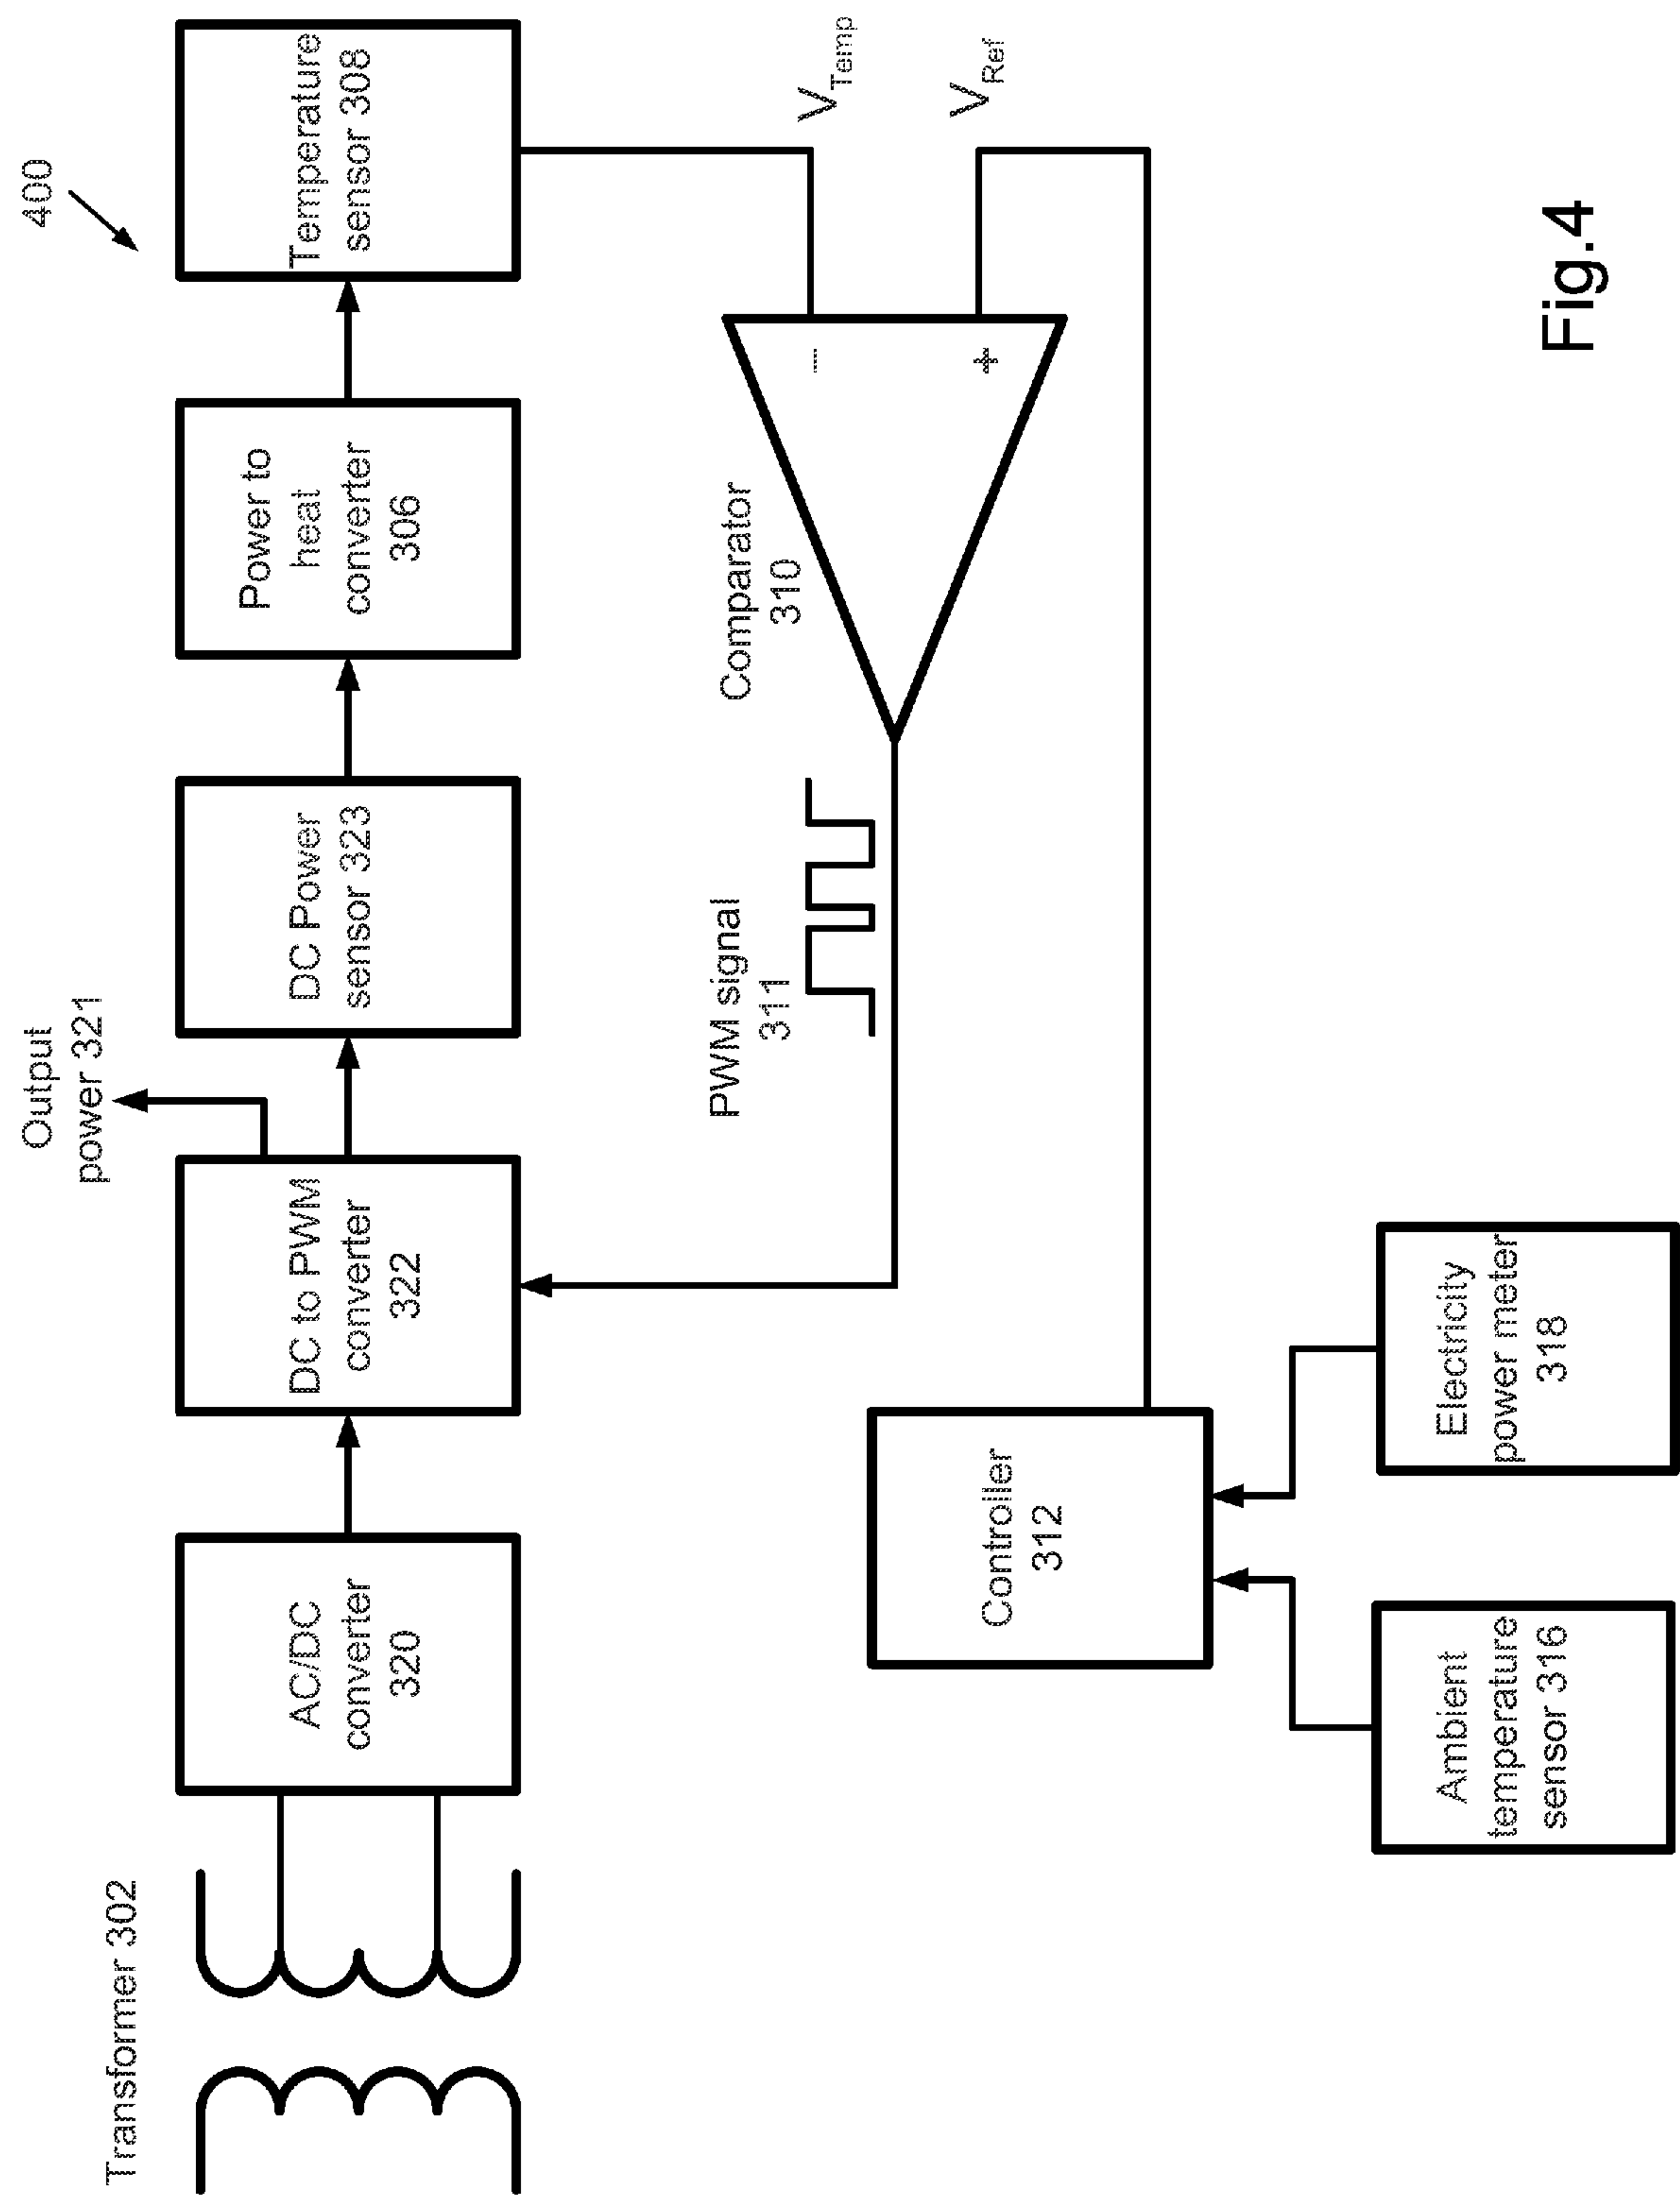 400
Output
power 321
Transformer 302
AC/DC
converter
320
DC to PWM
converter
322
DC Power
sensor 323
Power to
heat
converter
306
Temperature
sensor 308
PWM signal
311
Comparator
310
−
+
VTemp
VRef
Controller
312
Ambient
temperature
sensor 316
Electricity
power meter
318
Fig.4